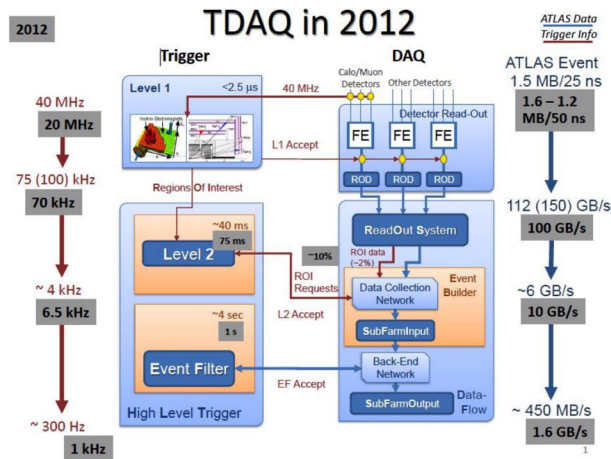 2012
TDAQ in 2012
ATLAS Data
Trigger Info
Trigger
DAQ
Calo/Muon
Detectors
Other Detectors
ATLAS Event
1.5 MB/25 ns
1.6 – 1.2
MB/50 ns
Level 1
<2.5 μs
40 MHz
Detector Read-Out
FE
FE
FE
L1 Accept
ROD
ROD
ROD
40 MHz
20 MHz
75 (100) kHz
70 kHz
~ 4 kHz
6.5 kHz
~ 300 Hz
1 kHz
Regions Of Interest
~40 ms
75 ms
Level 2
~10%
ROI
Requests
L2 Accept
~4 sec
1 s
Event Filter
EF Accept
High Level Trigger
ReadOut System
ROI data
(~2%)
Event
Builder
Data Collection
Network
SubFarmInput
Back-End
Network
SubFarmOutput
Data-
Flow
112 (150) GB/s
100 GB/s
~6 GB/s
10 GB/s
~ 450 MB/s
1.6 GB/s
1